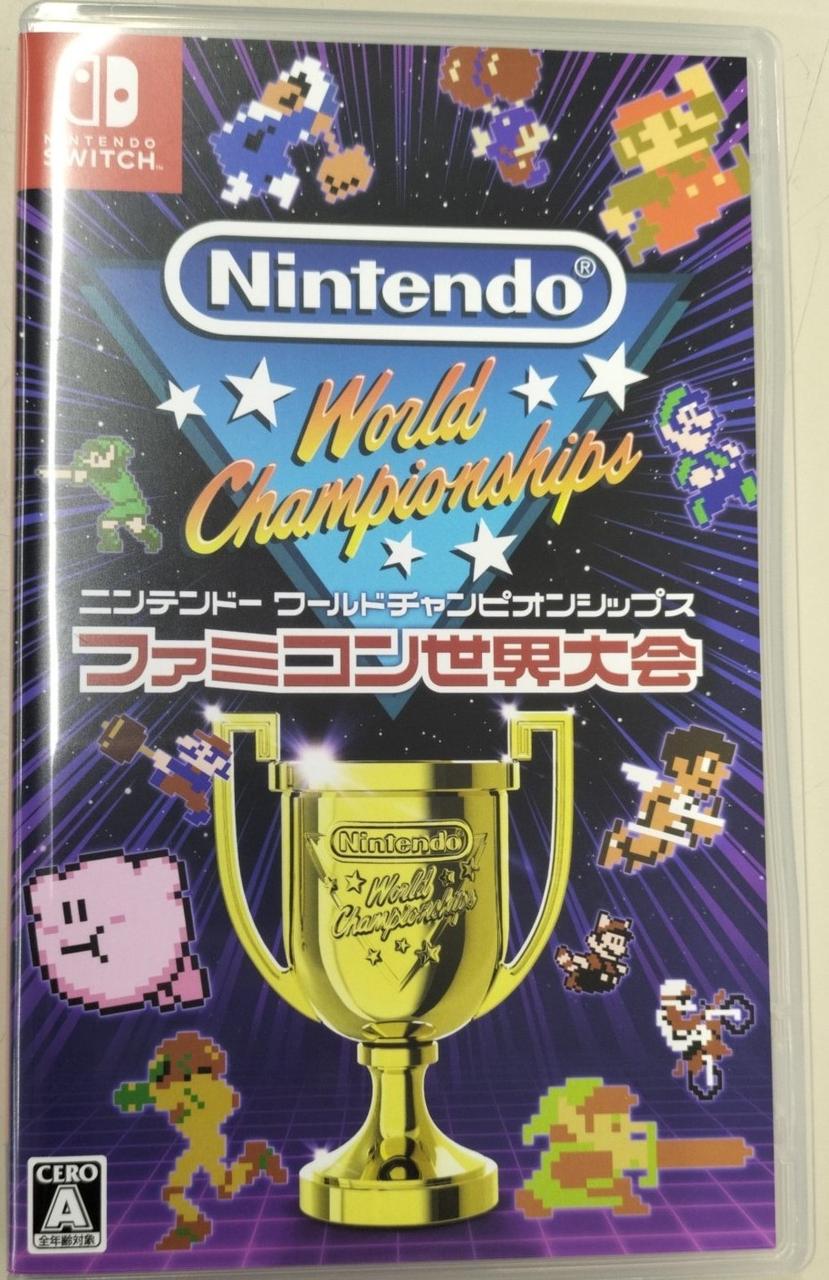 NINTENDO
SWITCH™
Nintendo®
World
Championships
ニンテンドー ワールドチャンピオンシップス
ファミコン世界大会
Nintendo
World
Championships
CERO
A
全年齢対象